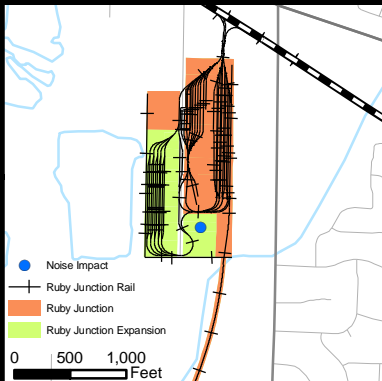 Noise Impact
Ruby Junction Rail
Ruby Junction
Ruby Junction Expansion
0 500 1,000
Feet